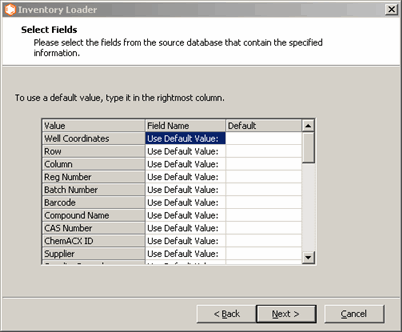 Inventory Loader
Select Fields
Please select the fields from the source database that contain the specified
information.
To use a default value, type it in the rightmost column.
Value Field Name Default
Well Coordinates Use Default Value:
Row Use Default Value:
Column Use Default Value:
Reg Number Use Default Value:
Batch Number Use Default Value:
Barcode Use Default Value:
Compound Name Use Default Value:
CAS Number Use Default Value:
ChemACX ID Use Default Value:
Supplier Use Default Value:
< Back Next > Cancel